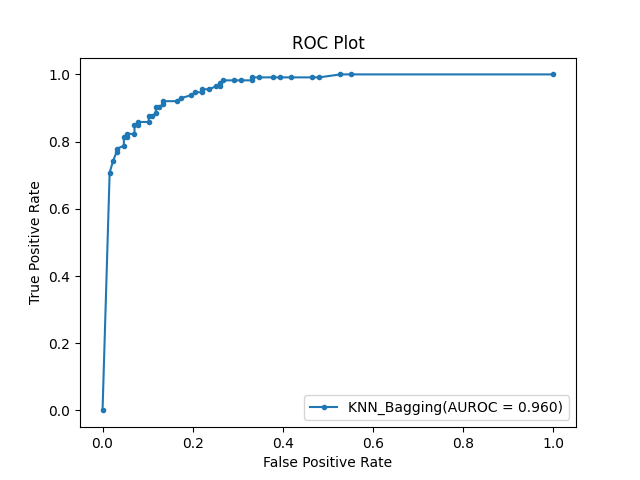 ROC Plot
True Positive Rate
1.0
0.8
0.6
0.4
0.2
0.0
KNN_Bagging(AUROC = 0.960)
0.0 0.2 0.4 0.6 0.8 1.0
False Positive Rate